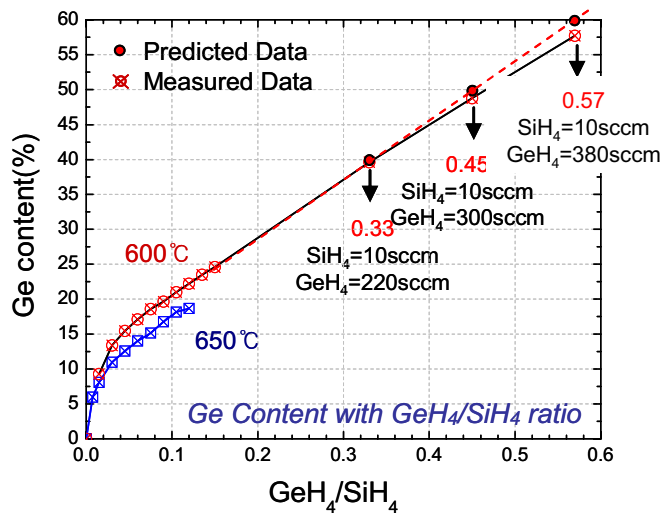 60
55
50
45
40
35
30
25
20
15
10
5
0
Ge content(%)
Predicted Data
Measured Data
0.57
SiH₄=10sccm
GeH₄=380sccm
0.45
SiH₄=10sccm
GeH₄=300sccm
0.33
SiH₄=10sccm
GeH₄=220sccm
600℃
650℃
Ge Content with GeH₄/SiH₄ ratio
0.0 0.1 0.2 0.3 0.4 0.5 0.6
GeH₄/SiH₄